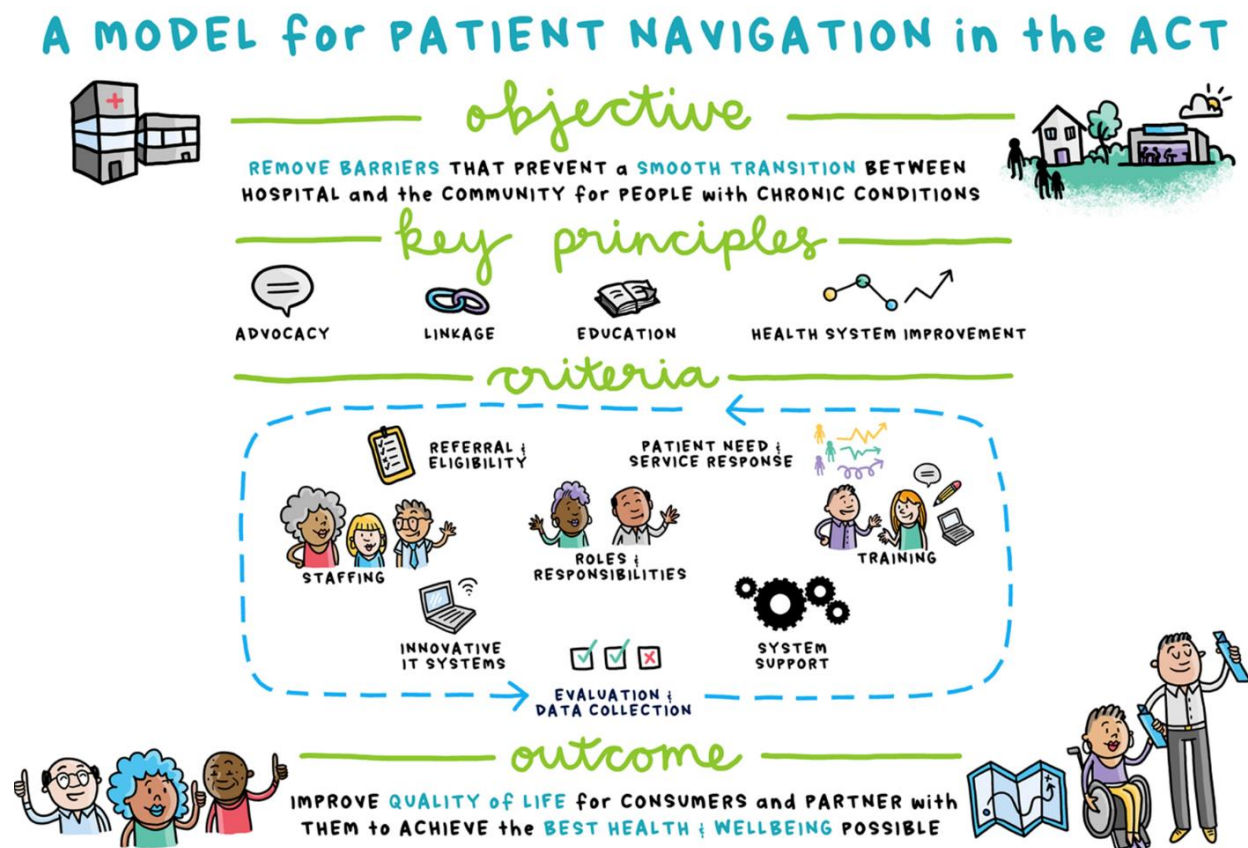 A MODEL for PATIENT NAVIGATION in the ACT
objective
REMOVE BARRIERS THAT PREVENT a SMOOTH TRANSITION BETWEEN
HOSPITAL and the COMMUNITY for PEOPLE with CHRONIC CONDITIONS
key principles
ADVOCACY
LINKAGE
EDUCATION
HEALTH SYSTEM IMPROVEMENT
criteria
REFERRAL &
ELIGIBILITY
PATIENT NEED &
SERVICE RESPONSE
STAFFING
ROLES &
RESPONSIBILITIES
TRAINING
INNOVATIVE
IT SYSTEMS
SYSTEM
SUPPORT
EVALUATION &
DATA COLLECTION
outcome
IMPROVE QUALITY of LIFE for CONSUMERS and PARTNER with
THEM to ACHIEVE the BEST HEALTH & WELLBEING POSSIBLE